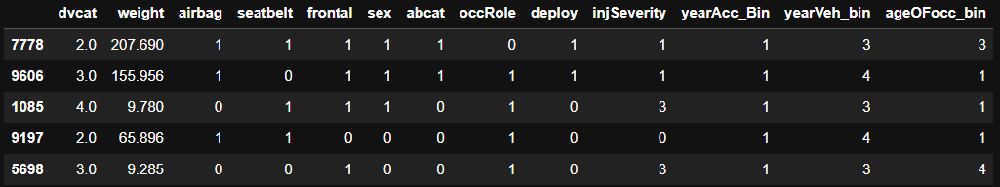 dvcat weight airbag seatbelt frontal sex abcat occRole deploy injSeverity yearAcc_Bin yearVeh_bin ageOFocc_bin
7778 2.0 207.690 1 1 1 1 1 0 1 1 1 3 3
9606 3.0 155.956 1 0 1 1 1 1 1 1 1 4 1
1085 4.0 9.780 0 1 1 1 0 1 0 3 1 3 1
9197 2.0 65.896 1 1 0 0 0 1 0 0 1 4 1
5698 3.0 9.285 0 0 1 0 0 1 0 3 1 3 4